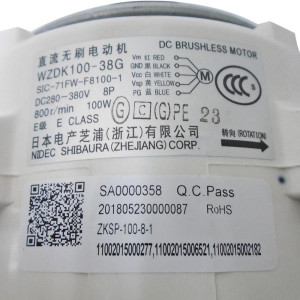 直流无刷电动机
DC BRUSHLESS MOTOR
WZDK100-38G
SIC-71FW-F8100-1
DC280-380V 8P
800r/min 100W
E级 E CLASS
Vm 红 RED
Gnd 黑 BLACK
Vcc 白 WHITE
Vsp 黄 YELLOW
PG 蓝 BLUE
M
CCC
G C G PE 23
日本电产芝浦(浙江)有限公司
NIDEC SHIBAURA (ZHEJIANG) CORP.
转向(ROTATION)
SA0000358 Q.C.Pass
201805230000087 RoHS
ZKSP-100-8-1
11002015000277,11002015006521,11002015002182